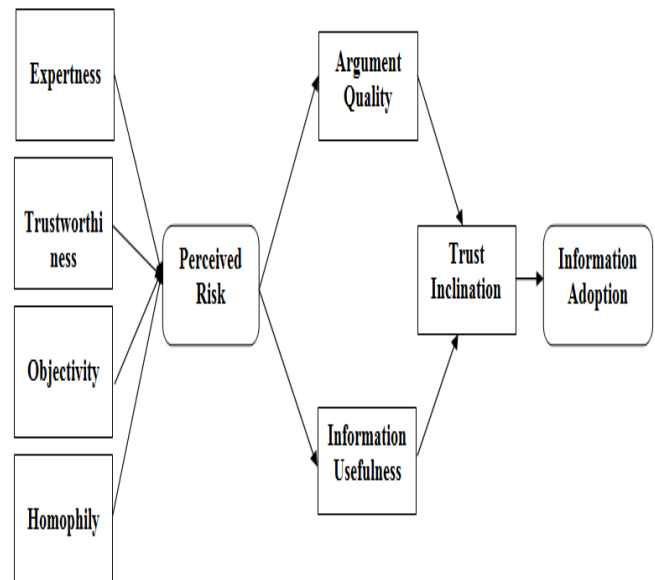 Expertness
Trustworthi
ness
Objectivity
Homophily
Perceived
Risk
Argument
Quality
Information
Usefulness
Trust
Inclination
Information
Adoption